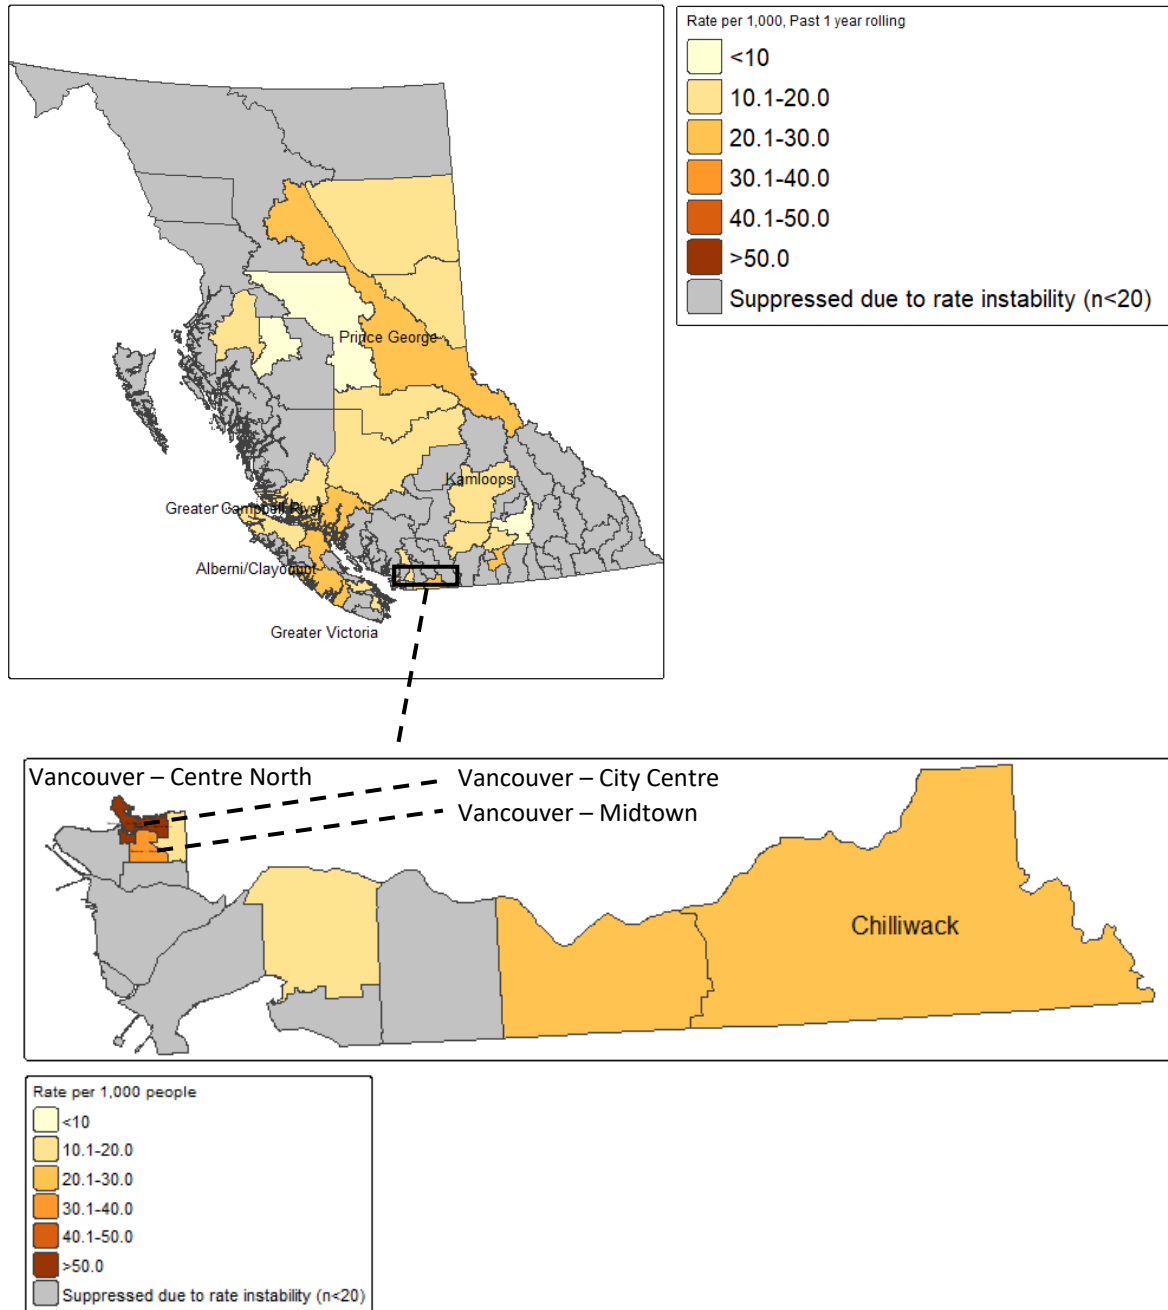 Rate per 1,000, Past 1 year rolling
<10
10.1-20.0
20.1-30.0
30.1-40.0
40.1-50.0
>50.0
Suppressed due to rate instability (n<20)
Prince George
Kamloops
Greater Campbell River
Alberni/Clayoquot
Greater Victoria
Vancouver – Centre North
Vancouver – City Centre
Vancouver – Midtown
Chilliwack
Rate per 1,000 people
<10
10.1-20.0
20.1-30.0
30.1-40.0
40.1-50.0
>50.0
Suppressed due to rate instability (n<20)